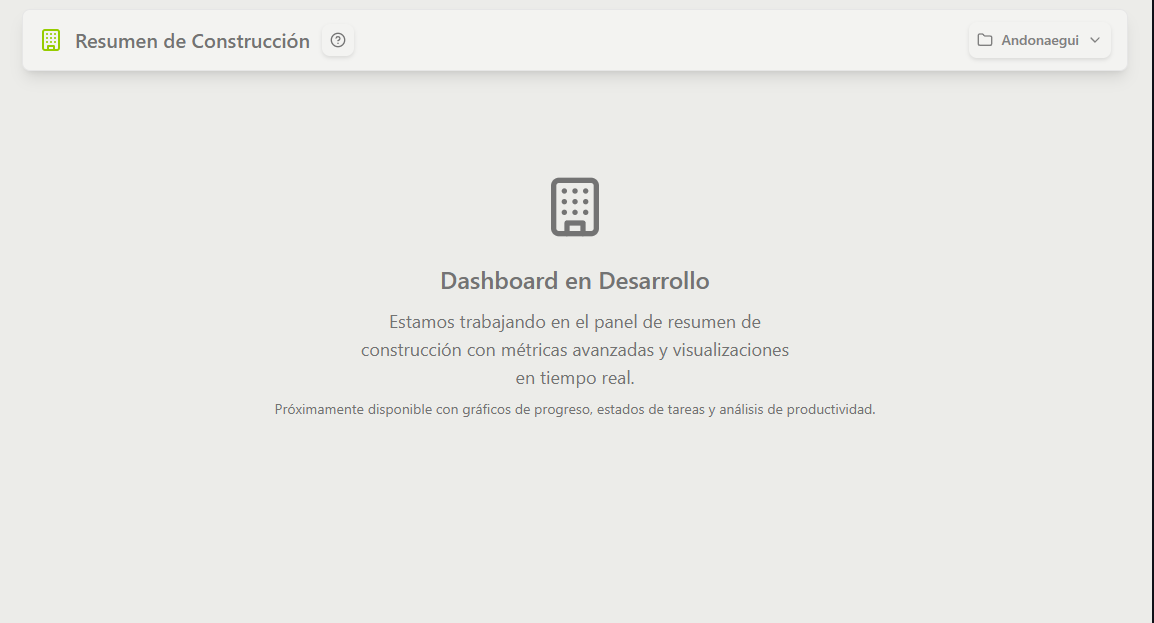 Resumen de Construcción
Andonaegui
Dashboard en Desarrollo
Estamos trabajando en el panel de resumen de
construcción con métricas avanzadas y visualizaciones
en tiempo real.
Próximamente disponible con gráficos de progreso, estados de tareas y análisis de productividad.